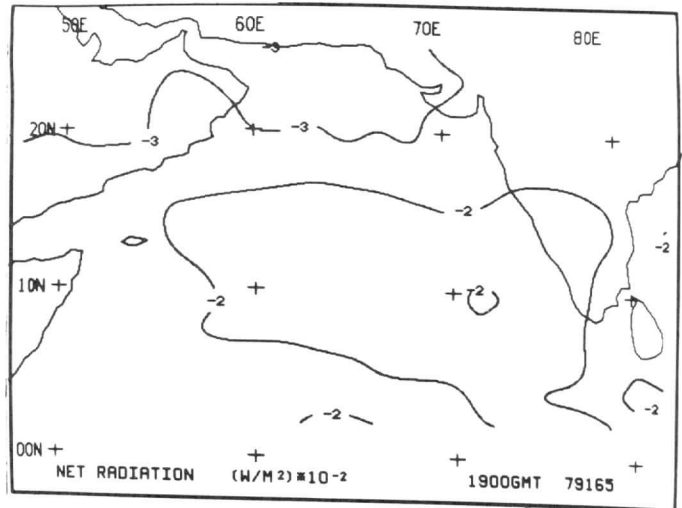 50E 60E 70E 80E
-3
20N
-3 -3
-2 -2
10N
-2 -2
-2 -2
00N
NET RADIATION (W/M²)*10⁻²
1900GMT 79165